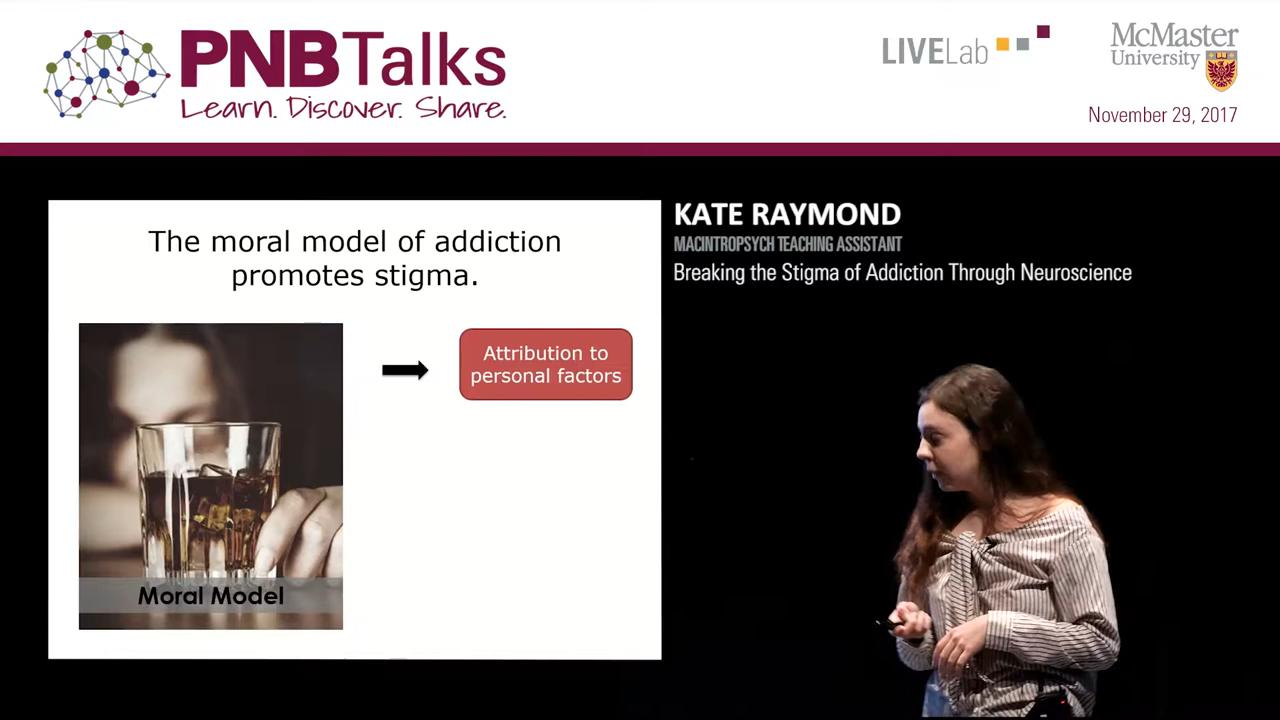 PNBTalks
Learn. Discover. Share.
LIVELab
McMaster
University
November 29, 2017
The moral model of addiction
promotes stigma.
Attribution to
personal factors
Moral Model
KATE RAYMOND
MACINTROPSYCH TEACHING ASSISTANT
Breaking the Stigma of Addiction Through Neuroscience